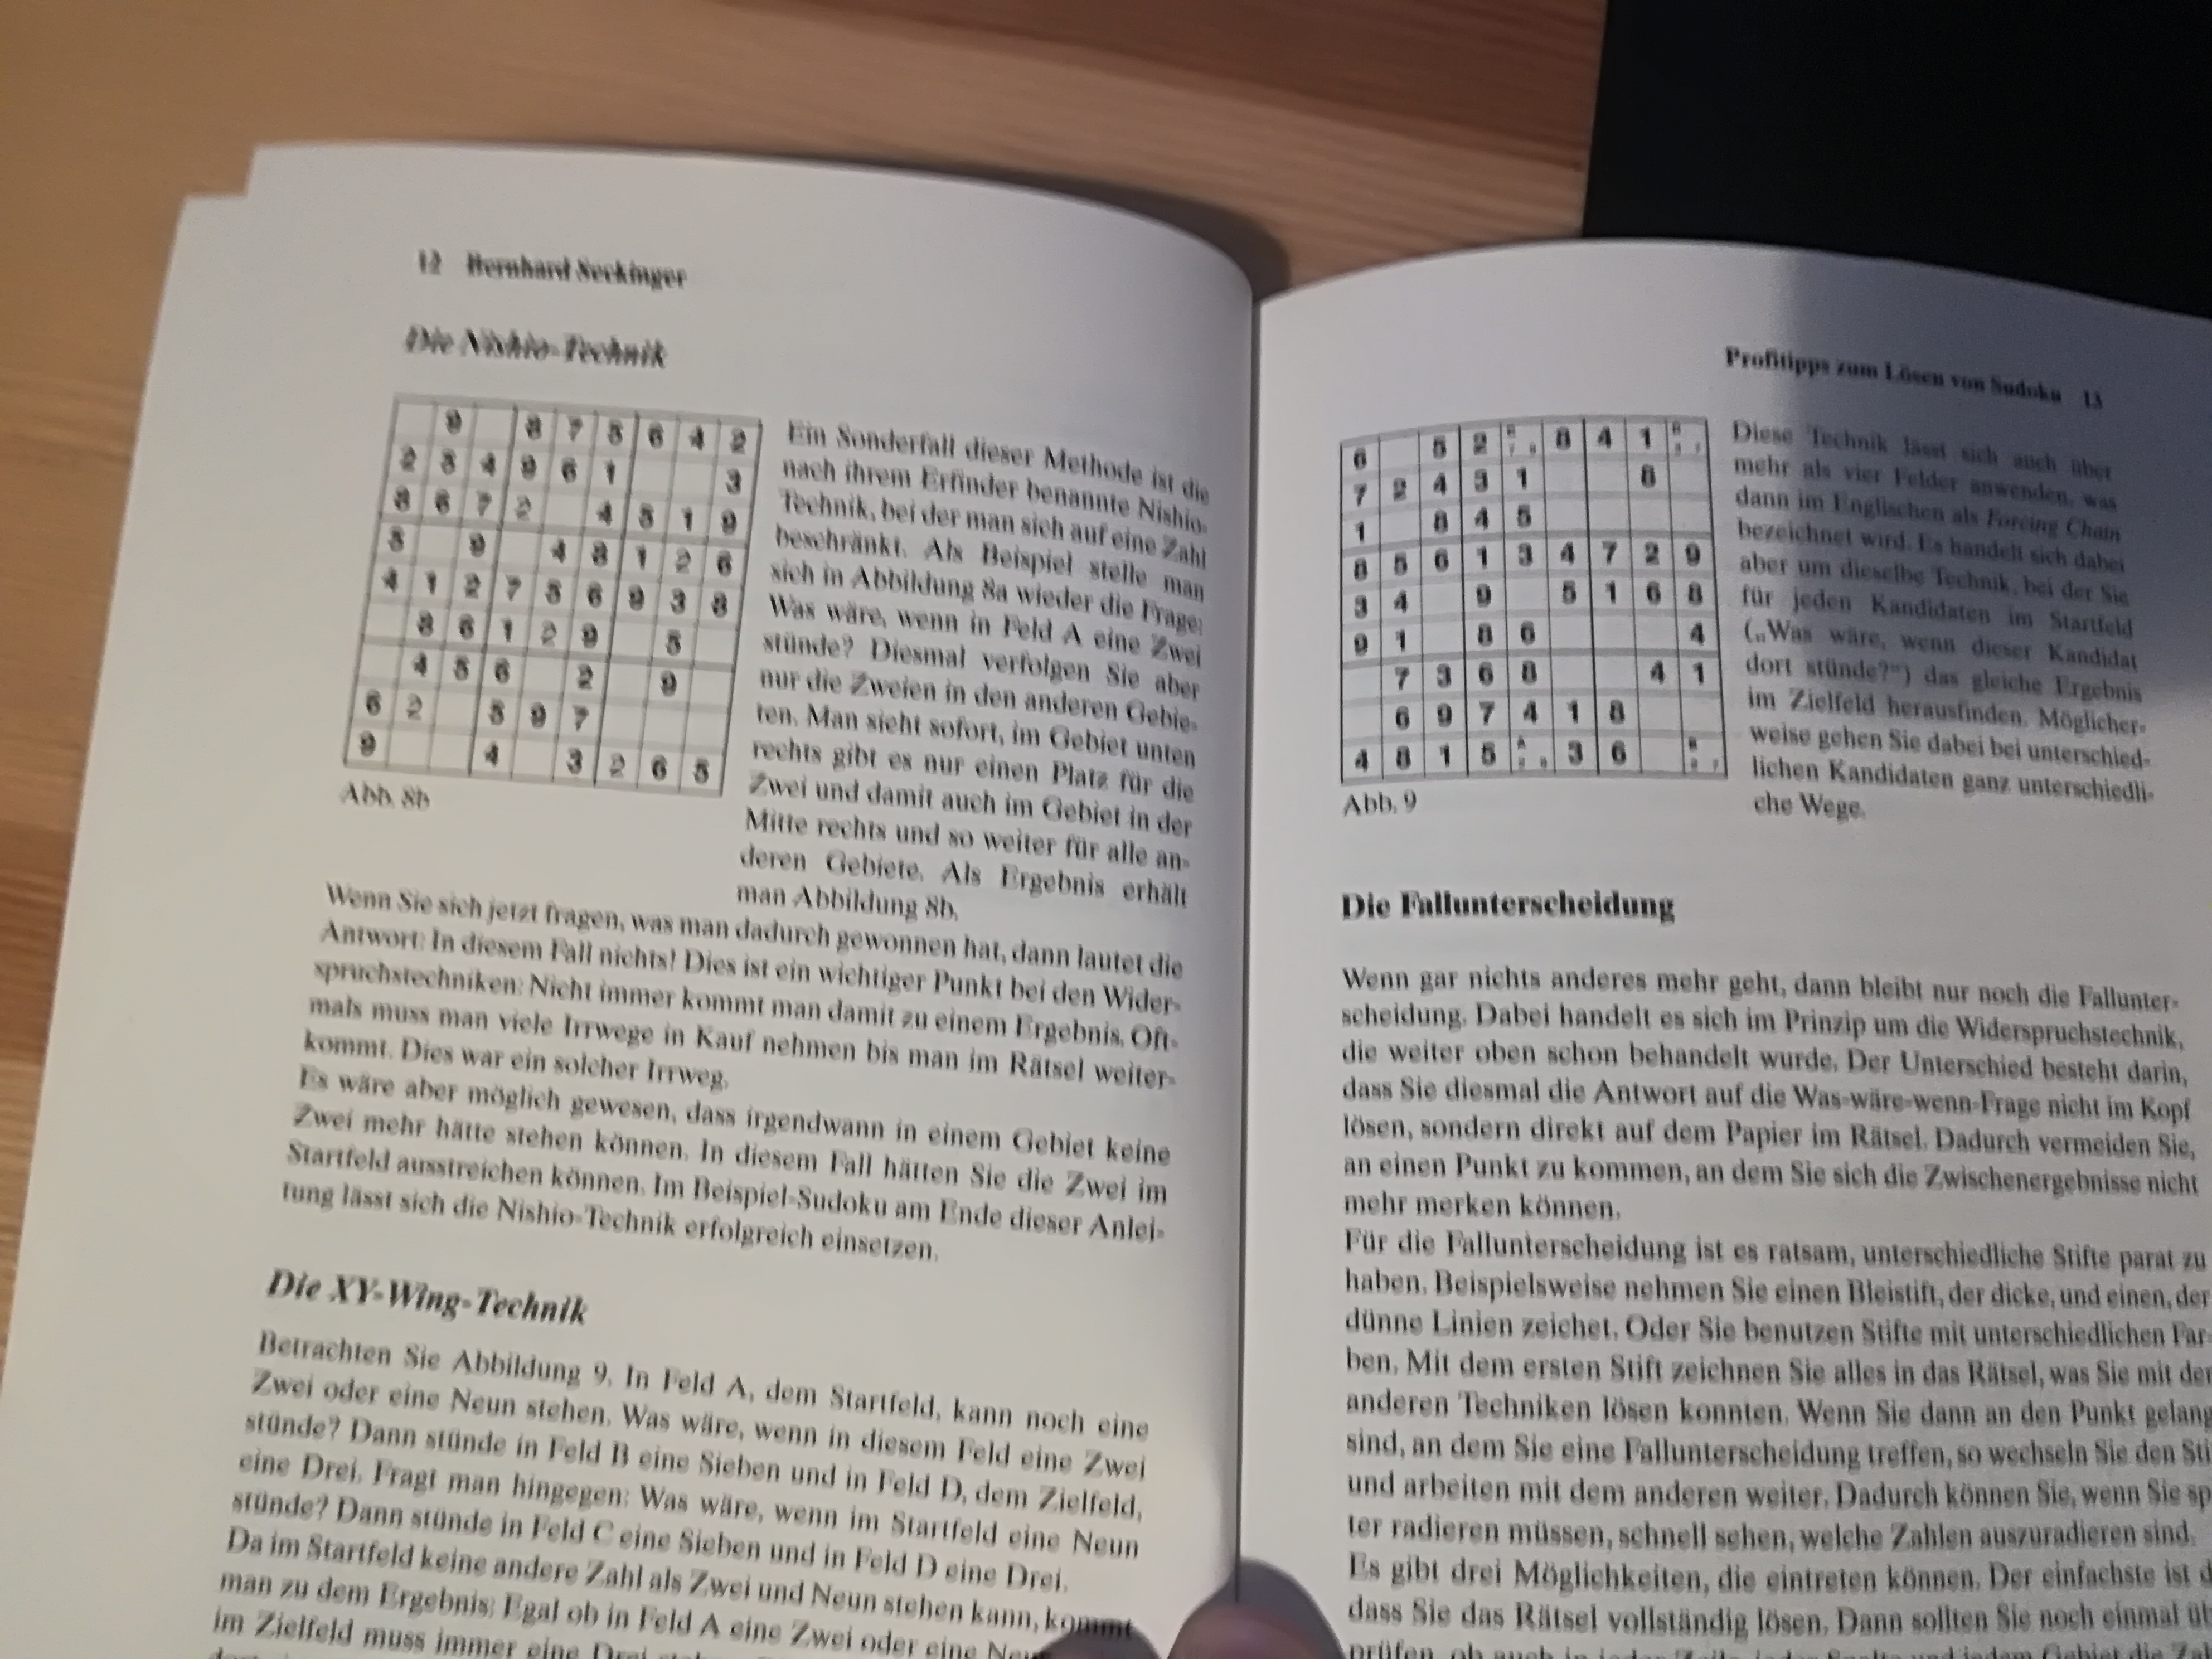 12 Bernhard Seckinger
Die Nishio-Technik
9 8 7 5 6 4 2
2 3 4 9 6 1 3
8 6 7 2 4 5 1 9
5 9 4 8 1 2 6
4 1 2 7 5 6 9 3 8
8 6 1 2 9 5
4 5 6 2 9
6 2 5 9 7
9 4 3 2 6 5
Abb. 8b
Ein Sonderfall dieser Methode ist die
nach ihrem Erfinder benannte Nishio-
Technik, bei der man sich auf eine Zahl
beschränkt. Als Beispiel stelle man
sich in Abbildung 8a wieder die Frage:
Was wäre, wenn in Feld A eine Zwei
stünde? Diesmal verfolgen Sie aber
nur die Zweien in den anderen Gebie-
ten. Man sieht sofort, im Gebiet unten
rechts gibt es nur einen Platz für die
Zwei und damit auch im Gebiet in der
Mitte rechts und so weiter für alle an-
deren Gebiete. Als Ergebnis erhält
man Abbildung 8b.
Wenn Sie sich jetzt fragen, was man dadurch gewonnen hat, dann lautet die
Antwort: In diesem Fall nichts! Dies ist ein wichtiger Punkt bei den Wider-
spruchstechniken: Nicht immer kommt man damit zu einem Ergebnis. Oft-
mals muss man viele Irrwege in Kauf nehmen bis man im Rätsel weiter-
kommt. Dies war ein solcher Irrweg.
Es wäre aber möglich gewesen, dass irgendwann in einem Gebiet keine
Zwei mehr hätte stehen können. In diesem Fall hätten Sie die Zwei im
Startfeld ausstreichen können. Im Beispiel-Sudoku am Ende dieser Anlei-
tung lässt sich die Nishio-Technik erfolgreich einsetzen.
Die XY-Wing-Technik
Betrachten Sie Abbildung 9. In Feld A, dem Startfeld, kann noch eine
Zwei oder eine Neun stehen. Was wäre, wenn in diesem Feld eine Zwei
stünde? Dann stünde in Feld B eine Sieben und in Feld D, dem Zielfeld,
eine Drei. Fragt man hingegen: Was wäre, wenn im Startfeld eine Neun
stünde? Dann stünde in Feld C eine Sieben und in Feld D eine Drei.
Da im Startfeld keine andere Zahl als Zwei und Neun stehen kann, kommt
man zu dem Ergebnis: Egal ob in Feld A eine Zwei oder eine
im Zielfeld muss immer eine Drei
Profitipps zum Lösen von Sudoku 13
6 5 2 8 4 1
7 2 4 3 1 8
1 8 4 5
8 5 6 1 3 4 7 2 9
3 4 9 5 1 6 8
9 1 8 6 4
7 3 6 8 4 1
6 9 7 4 1 8
4 8 1 5 3 6
Abb. 9
Diese Technik lässt sich auch über
mehr als vier Felder anwenden, was
dann im Englischen als Forcing Chain
bezeichnet wird. Es handelt sich dabei
aber um dieselbe Technik, bei der Sie
für jeden Kandidaten im Startfeld
(„Was wäre, wenn dieser Kandidat
dort stünde?“) das gleiche Ergebnis
im Zielfeld herausfinden. Möglicher-
weise gehen Sie dabei bei unterschied-
lichen Kandidaten ganz unterschiedli-
che Wege.
Die Fallunterscheidung
Wenn gar nichts anderes mehr geht, dann bleibt nur noch die Fallunter-
scheidung. Dabei handelt es sich im Prinzip um die Widerspruchstechnik,
die weiter oben schon behandelt wurde. Der Unterschied besteht darin,
dass Sie diesmal die Antwort auf die Was-wäre-wenn-Frage nicht im Kopf
lösen, sondern direkt auf dem Papier im Rätsel. Dadurch vermeiden Sie,
an einen Punkt zu kommen, an dem Sie sich die Zwischenergebnisse nicht
mehr merken können.
Für die Fallunterscheidung ist es ratsam, unterschiedliche Stifte parat zu
haben. Beispielsweise nehmen Sie einen Bleistift, der dicke, und einen, der
dünne Linien zeichet. Oder Sie benutzen Stifte mit unterschiedlichen Far-
ben. Mit dem ersten Stift zeichnen Sie alles in das Rätsel, was Sie mit den
anderen Techniken lösen konnten. Wenn Sie dann an den Punkt gelang
sind, an dem Sie eine Fallunterscheidung treffen, so wechseln Sie den Sti
und arbeiten mit dem anderen weiter. Dadurch können Sie, wenn Sie sp
ter radieren müssen, schnell sehen, welche Zahlen auszuradieren sind.
Es gibt drei Möglichkeiten, die eintreten können. Der einfachste ist d
dass Sie das Rätsel vollständig lösen. Dann sollten Sie noch einmal üb
prüfen, ob auch in jeder Zeile, jeder Spalte und jedem Gebiet die